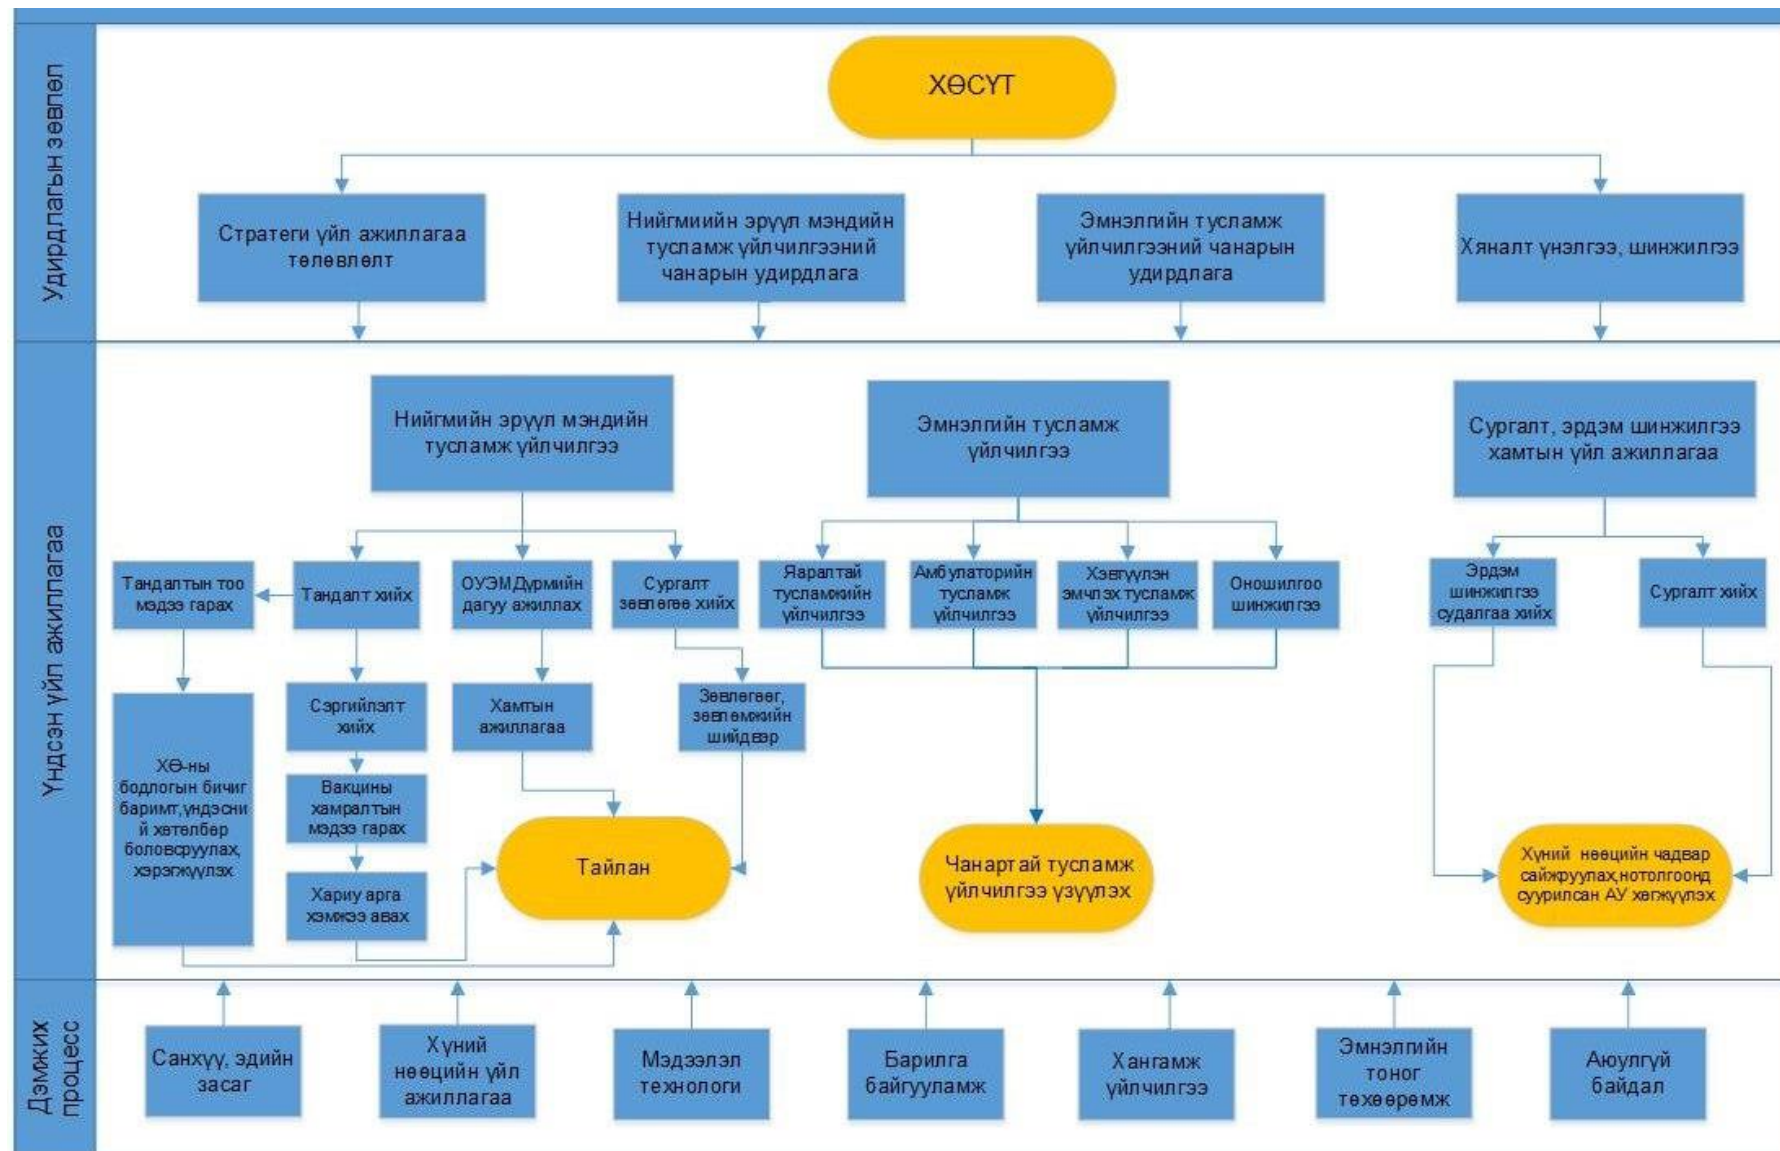 Удирдлагын зөвлөл
ХӨСҮТ
Стратеги үйл ажиллагаа
төлөвлөлт
Нийгмиийн эрүүл мэндийн
тусламж үйлчилгээний
чанарын удирдлага
Эмнэлгийн тусламж
үйлчилгээний чанарын
удирдлага
Хяналт үнэлгээ, шинжилгээ
Үндсэн үйл ажиллагаа
Нийгмийн эрүүл мэндийн
тусламж үйлчилгээ
Эмнэлгийн тусламж
үйлчилгээ
Сургалт, эрдэм шинжилгээ
хамтын үйл ажиллагаа
Тандалтын тоо
мэдээ гарах
Тандалт хийх
ОУЭМДүрмийн
дагуу ажиллах
Сургалт
зөвлөгөө хийх
Яаралтай
тусламжийн
үйлчилгээ
Амбулаторийн
тусламж
үйлчилгээ
Хэвтүүлэн
эмчлэх тусламж
үйлчилгээ
Оношилгоо
шинжилгээ
Эрдэм
шинжилгээ
судалгаа хийх
Сургалт хийх
ХӨ-ны
бодлогын бичиг
баримт,үндэсни
й хөтөлбөр
боловсруулах,
хэрэгжүүлэх
Сэргийлэлт
хийх
Хамтын
ажиллагаа
Зөвлөгөөг,
зөвлөмжийн
шийдвэр
Вакцины
хамралтын
мэдээ гарах
Хариу арга
хэмжээ авах
Тайлан
Чанартай тусламж
үйлчилгээ үзүүлэх
Хүний нөөцийн чадвар
сайжруулах,нотолгоонд
суурилсан АУ хөгжүүлэх
Дэмжих
процесс
Санхүү, эдийн
засаг
Хүний
нөөцийн үйл
ажиллагаа
Мэдээлэл
технологи
Барилга
байгууламж
Хангамж
үйлчилгээ
Эмнэлгийн
тоног
төхөөрөмж
Аюулгүй
байдал